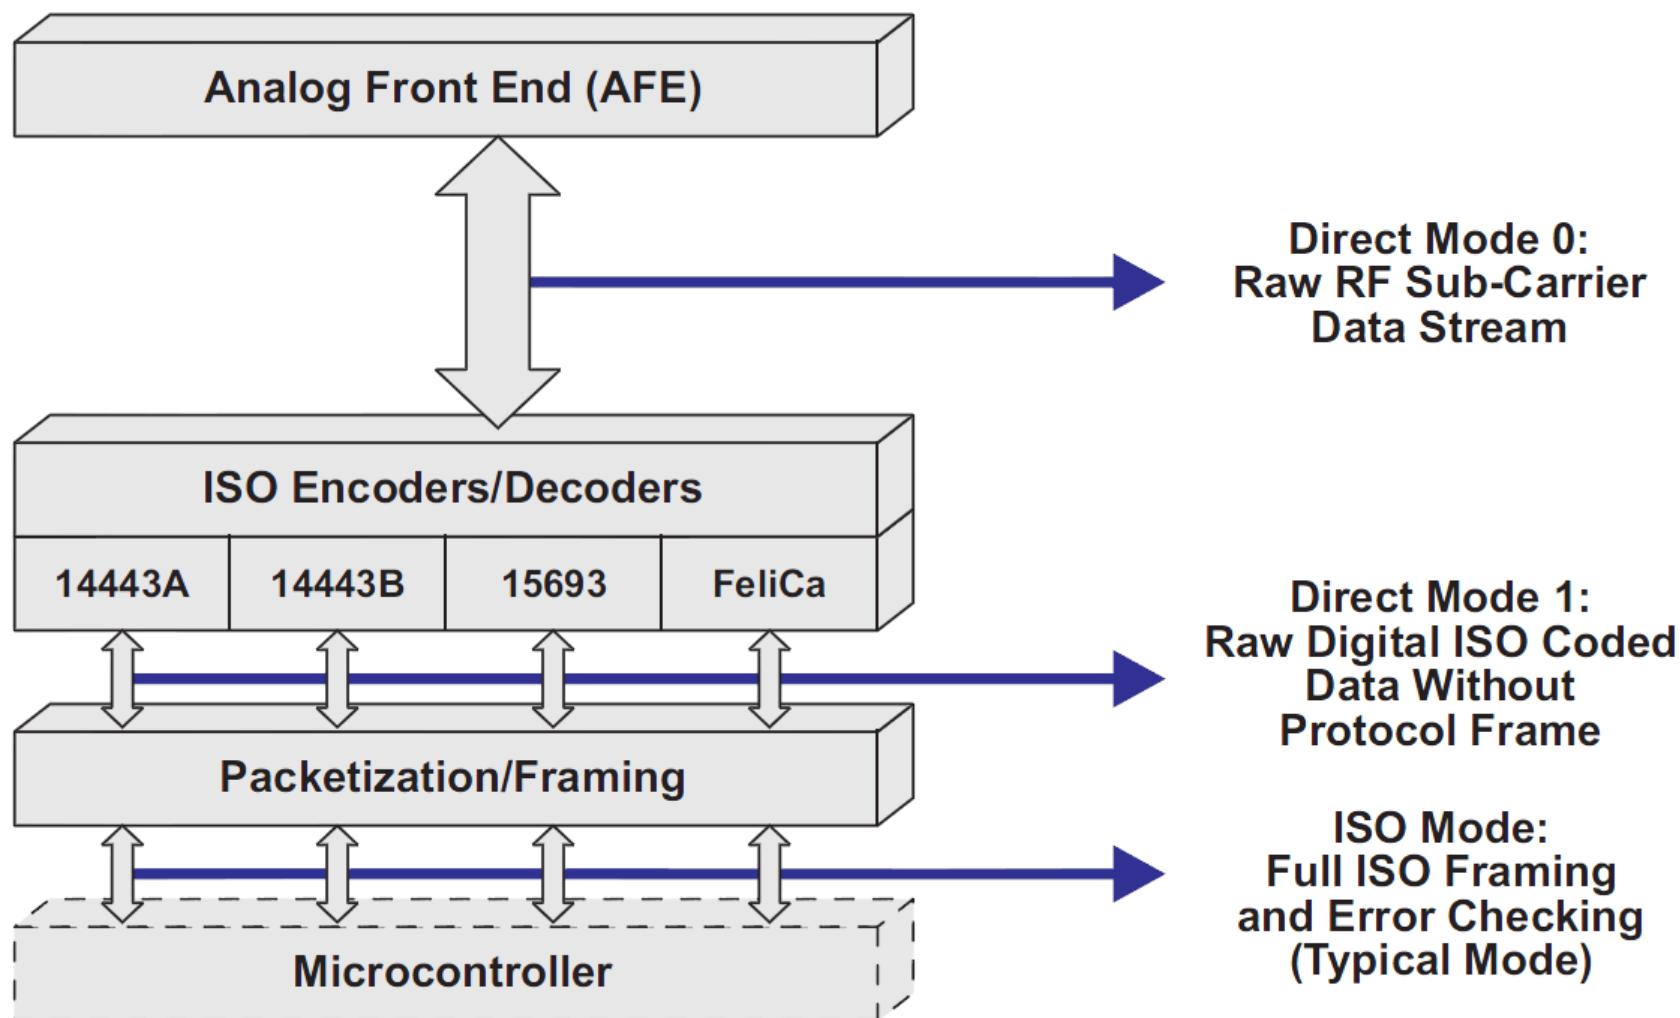 Analog Front End (AFE)
Direct Mode 0:
Raw RF Sub-Carrier
Data Stream
ISO Encoders/Decoders
14443A
14443B
15693
FeliCa
Direct Mode 1:
Raw Digital ISO Coded
Data Without
Protocol Frame
Packetization/Framing
ISO Mode:
Full ISO Framing
and Error Checking
(Typical Mode)
Microcontroller